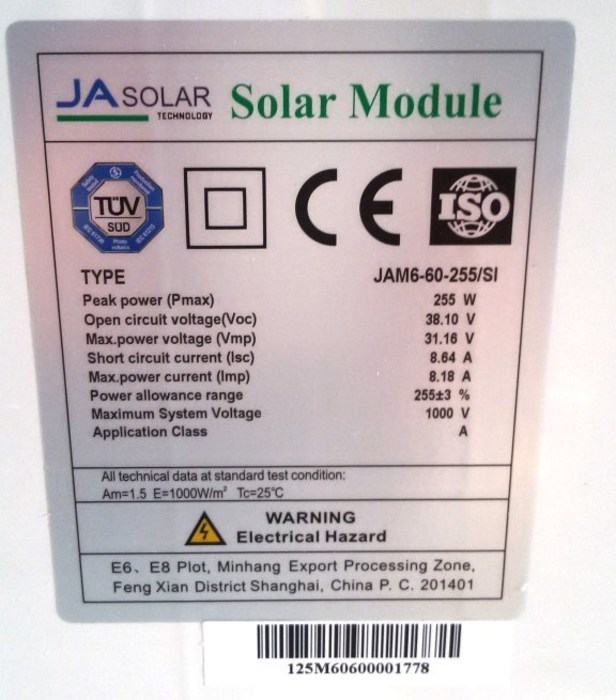 JA SOLAR Solar Module
TECHNOLOGY
TÜV
SÜD
ISO
TYPE JAM6-60-255/SI
Peak power (Pmax) 255 W
Open circuit voltage(Voc) 38.10 V
Max.power voltage (Vmp) 31.16 V
Short circuit current (Isc) 8.64 A
Max.power current (Imp) 8.18 A
Power allowance range 255±3 %
Maximum System Voltage 1000 V
Application Class A
All technical data at standard test condition:
Am=1.5 E=1000W/m² Tc=25℃
WARNING
Electrical Hazard
E6、E8 Plot, Minhang Export Processing Zone,
Feng Xian District Shanghai, China P. C. 201401
125M60600001778